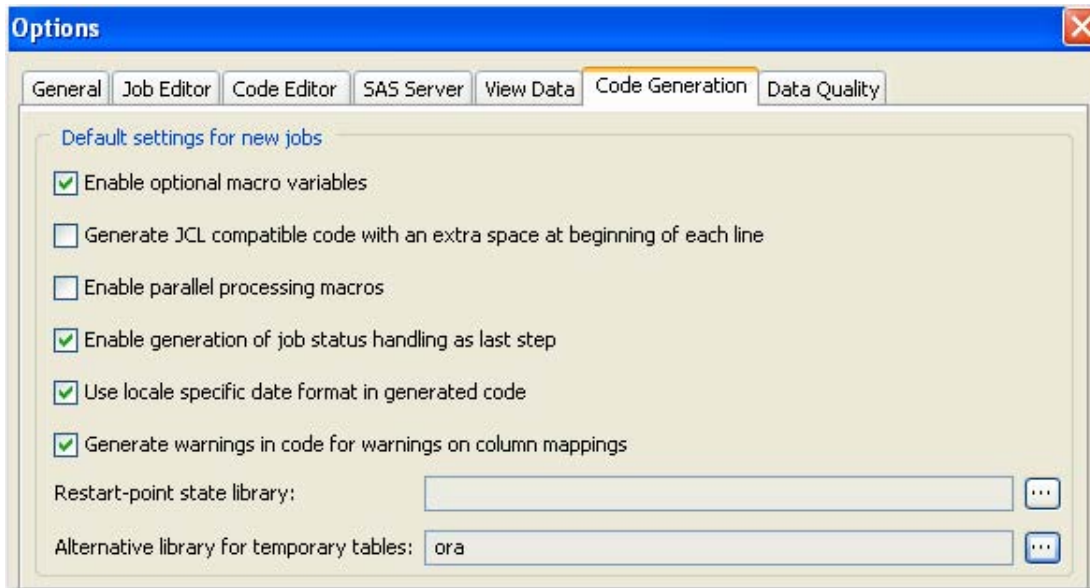 Options
General Job Editor Code Editor SAS Server View Data Code Generation Data Quality
Default settings for new jobs
Enable optional macro variables
Generate JCL compatible code with an extra space at beginning of each line
Enable parallel processing macros
Enable generation of job status handling as last step
Use locale specific date format in generated code
Generate warnings in code for warnings on column mappings
Restart-point state library: ...
Alternative library for temporary tables: ora ...